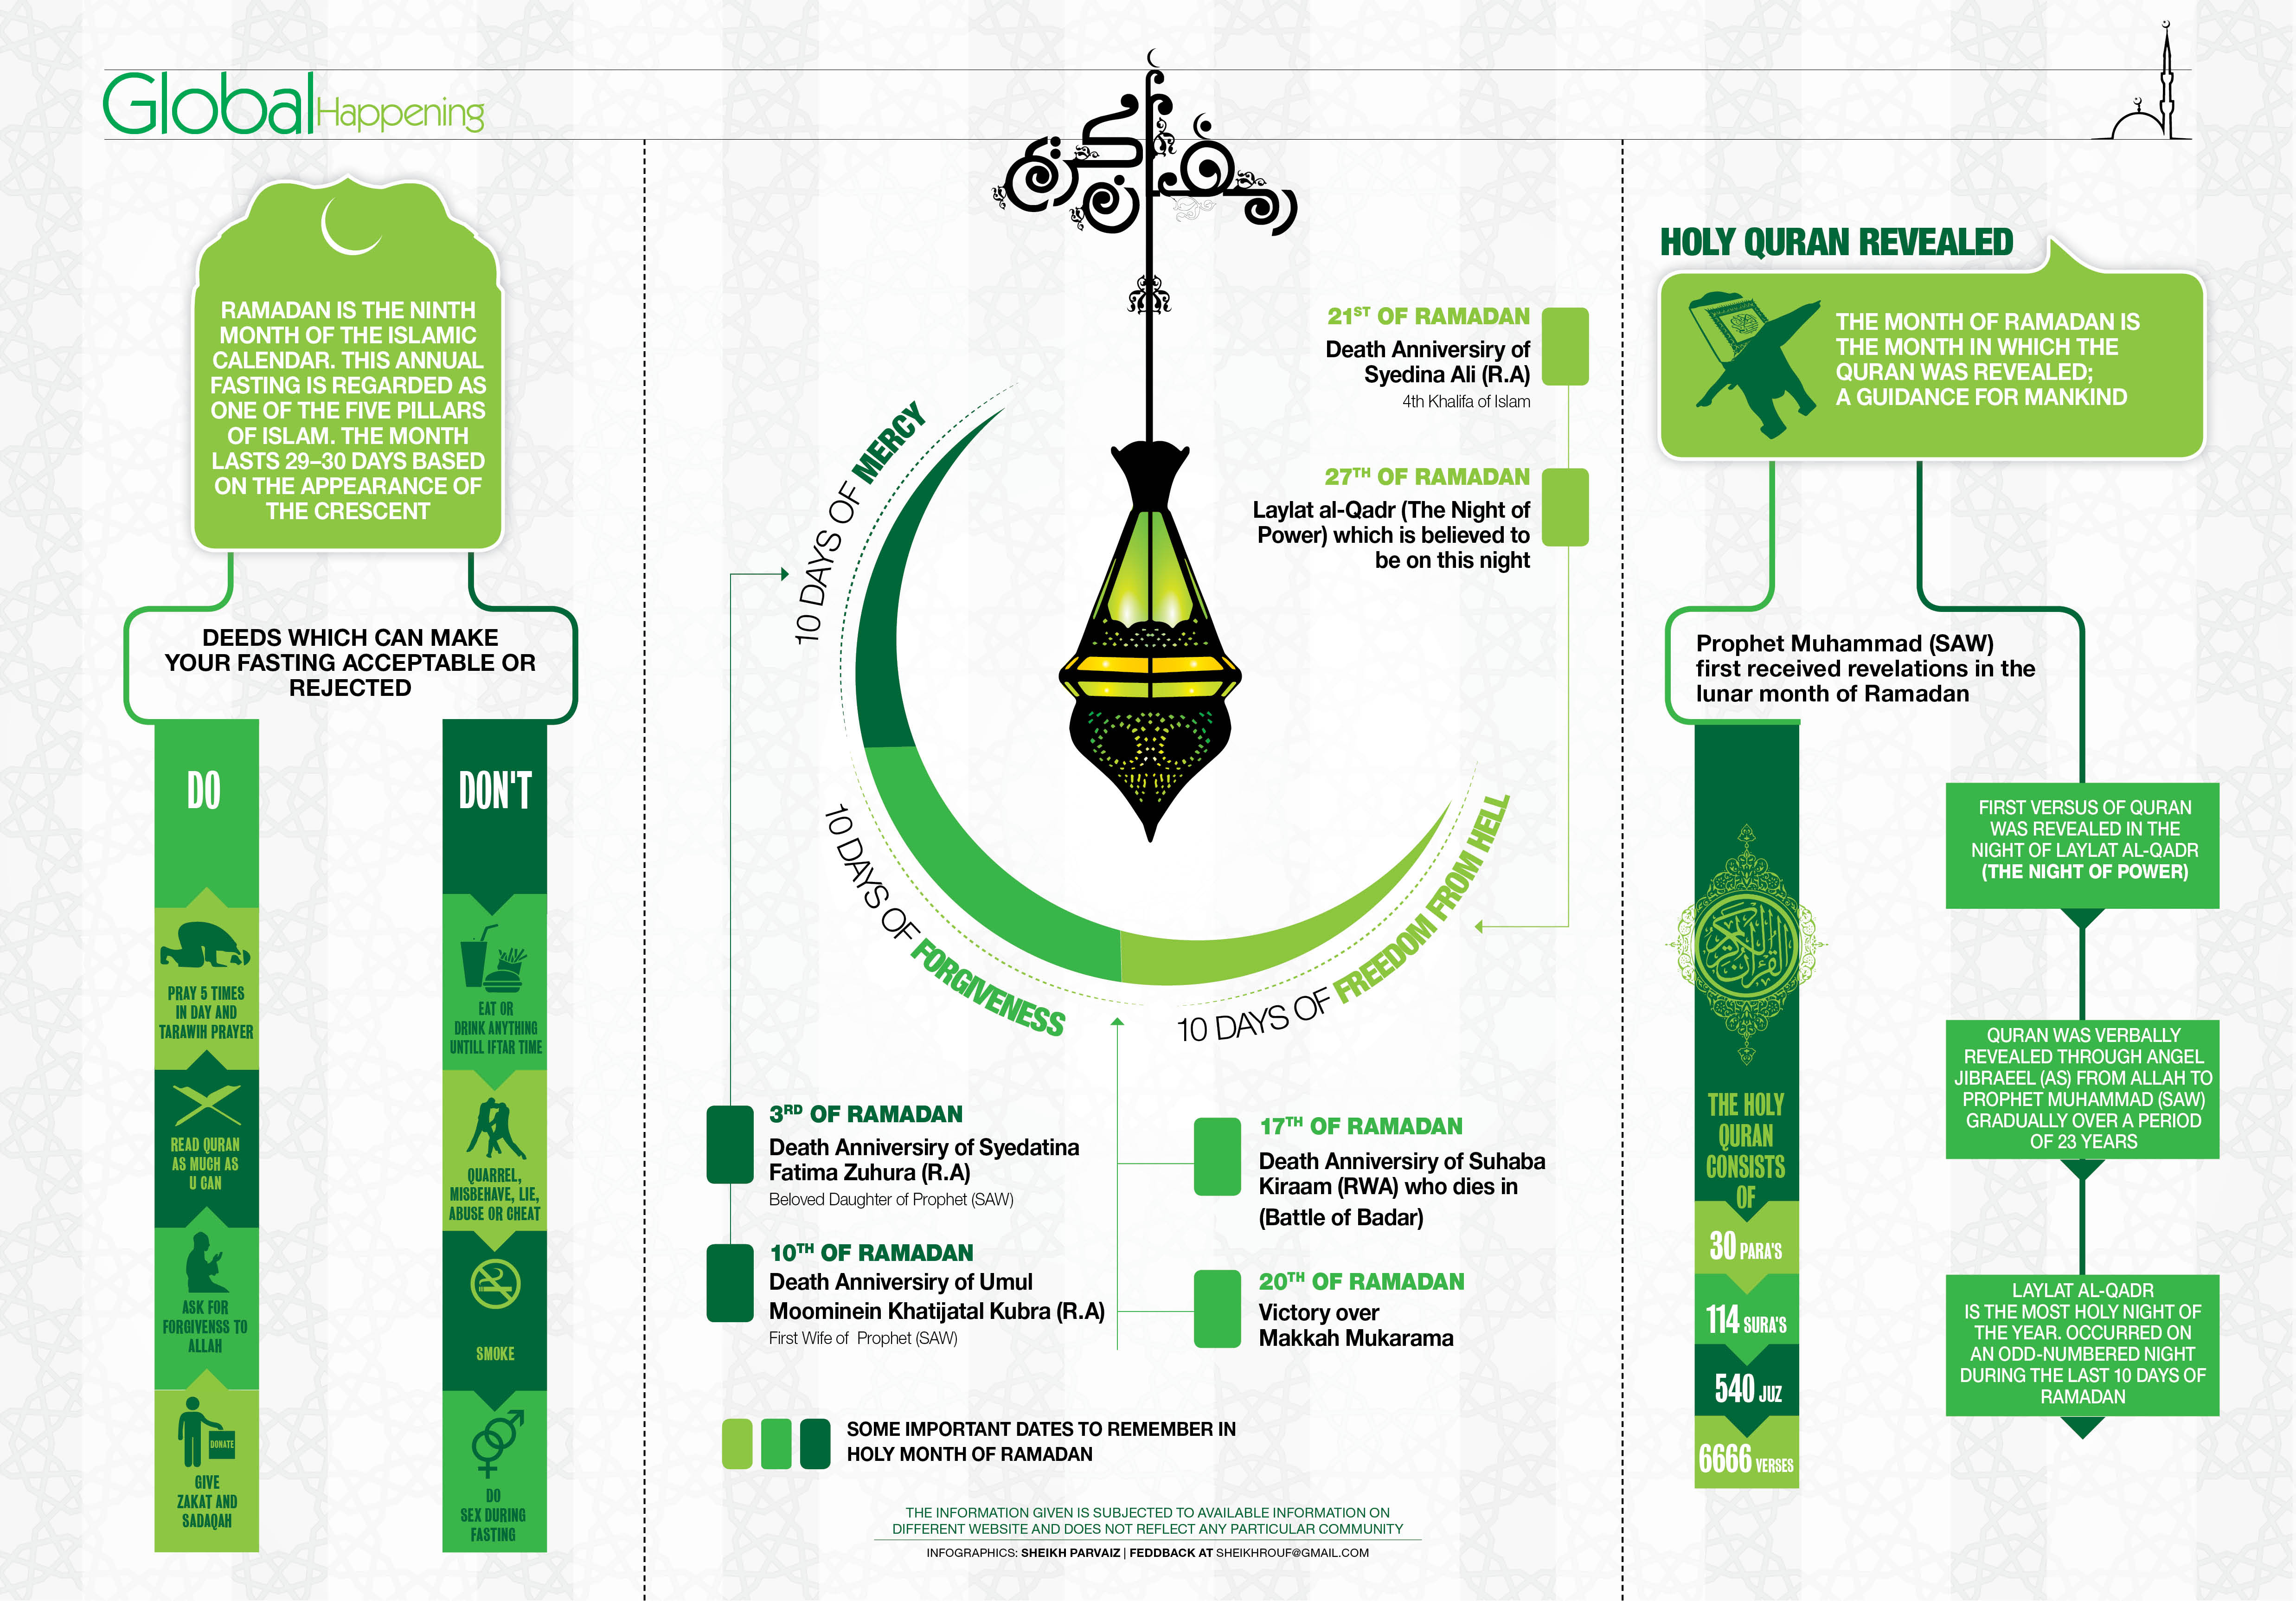 Global Happening
رمضان كريم
RAMADAN IS THE NINTH
MONTH OF THE ISLAMIC
CALENDAR. THIS ANNUAL
FASTING IS REGARDED AS
ONE OF THE FIVE PILLARS
OF ISLAM. THE MONTH
LASTS 29–30 DAYS BASED
ON THE APPEARANCE OF
THE CRESCENT
DEEDS WHICH CAN MAKE
YOUR FASTING ACCEPTABLE OR
REJECTED
DO
PRAY 5 TIMES
IN DAY AND
TARAWIH PRAYER
READ QURAN
AS MUCH AS
U CAN
ASK FOR
FORGIVENSS TO
ALLAH
DONATE
GIVE
ZAKAT AND
SADAQAH
DON'T
EAT OR
DRINK ANYTHING
UNTILL IFTAR TIME
QUARREL,
MISBEHAVE, LIE,
ABUSE OR CHEAT
SMOKE
DO
SEX DURING
FASTING
10 DAYS OF MERCY
10 DAYS OF FORGIVENESS
10 DAYS OF FREEDOM FROM HELL
21ST OF RAMADAN
Death Anniversiry of
Syedina Ali (R.A)
4th Khalifa of Islam
27TH OF RAMADAN
Laylat al-Qadr (The Night of
Power) which is believed to
be on this night
3RD OF RAMADAN
Death Anniversiry of Syedatina
Fatima Zuhura (R.A)
Beloved Daughter of Prophet (SAW)
10TH OF RAMADAN
Death Anniversiry of Umul
Moominein Khatijatal Kubra (R.A)
First Wife of Prophet (SAW)
17TH OF RAMADAN
Death Anniversiry of Suhaba
Kiraam (RWA) who dies in
(Battle of Badar)
20TH OF RAMADAN
Victory over
Makkah Mukarama
SOME IMPORTANT DATES TO REMEMBER IN
HOLY MONTH OF RAMADAN
THE INFORMATION GIVEN IS SUBJECTED TO AVAILABLE INFORMATION ON
DIFFERENT WEBSITE AND DOES NOT REFLECT ANY PARTICULAR COMMUNITY
INFOGRAPHICS: SHEIKH PARVAIZ | FEDDBACK AT SHEIKHROUF@GMAIL.COM
HOLY QURAN REVEALED
THE MONTH OF RAMADAN IS
THE MONTH IN WHICH THE
QURAN WAS REVEALED;
A GUIDANCE FOR MANKIND
Prophet Muhammad (SAW)
first received revelations in the
lunar month of Ramadan
القرآن الكريم
THE HOLY
QURAN
CONSISTS
OF
30 PARA'S
114 SURA'S
540 JUZ
6666 VERSES
FIRST VERSUS OF QURAN
WAS REVEALED IN THE
NIGHT OF LAYLAT AL-QADR
(THE NIGHT OF POWER)
QURAN WAS VERBALLY
REVEALED THROUGH ANGEL
JIBRAEEL (AS) FROM ALLAH TO
PROPHET MUHAMMAD (SAW)
GRADUALLY OVER A PERIOD
OF 23 YEARS
LAYLAT AL-QADR
IS THE MOST HOLY NIGHT OF
THE YEAR. OCCURRED ON
AN ODD-NUMBERED NIGHT
DURING THE LAST 10 DAYS OF
RAMADAN